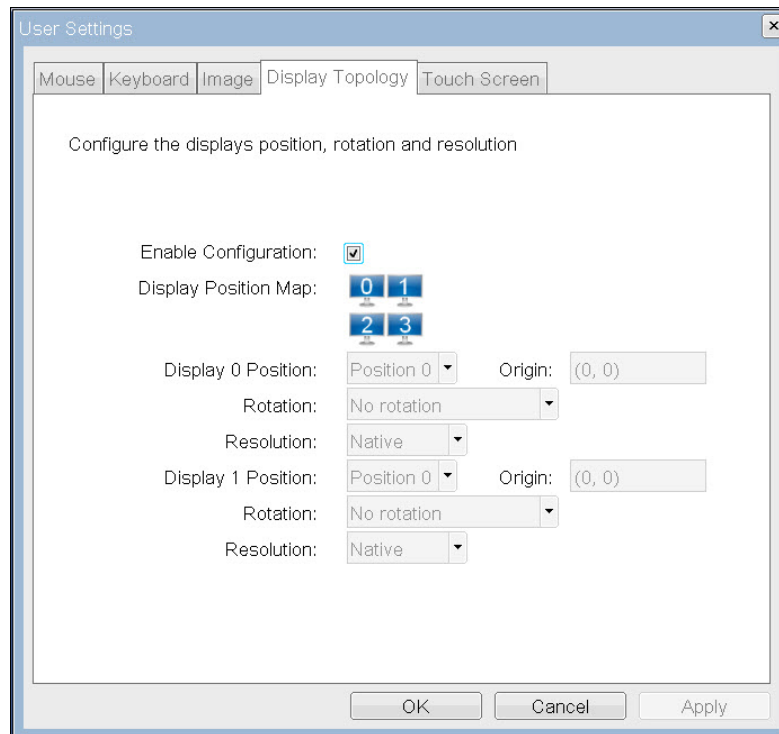 User Settings
Mouse Keyboard Image Display Topology Touch Screen
Configure the displays position, rotation and resolution
Enable Configuration:
Display Position Map: 0 1
2 3
Display 0 Position: Position 0 Origin: (0, 0)
Rotation: No rotation
Resolution: Native
Display 1 Position: Position 0 Origin: (0, 0)
Rotation: No rotation
Resolution: Native
OK Cancel Apply